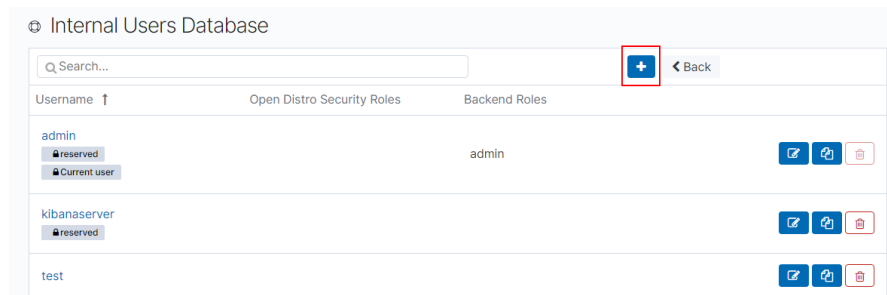 Internal Users Database
Search...
+ Back
Username ↑ Open Distro Security Roles Backend Roles
admin
reserved
Current user
admin
kibanaserver
reserved
test